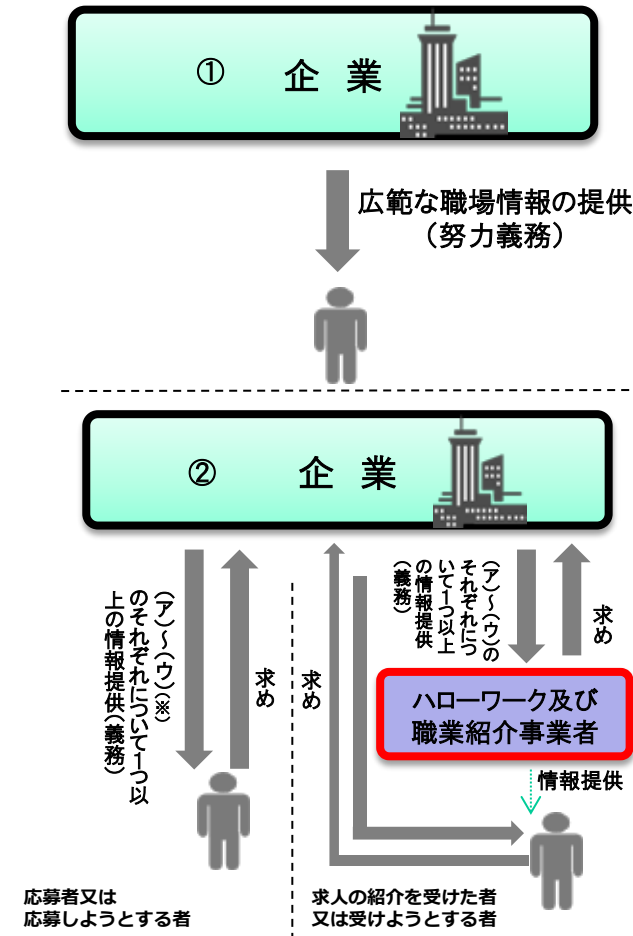 ① 企 業
広範な職場情報の提供
（努力義務）
② 企 業
（ア）～（ウ）（※）
のそれぞれについて１つ以
上の情報提供（義務）
求め
求め
（ア）～（ウ）の
それぞれにつ
いて１つ以上
の情報提供
（義務）
求め
ハローワーク及び
職業紹介事業者
情報提供
応募者又は
応募しようとする者
求人の紹介を受けた者
又は受けようとする者